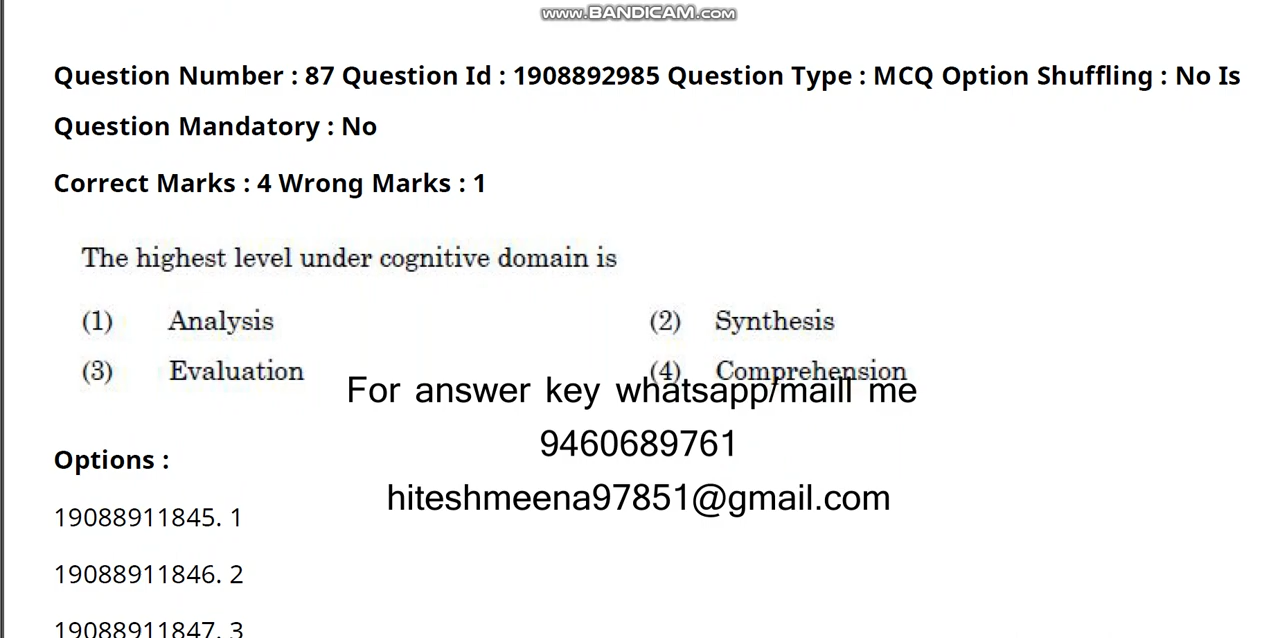 www.BANDICAM.com
Question Number : 87 Question Id : 1908892985 Question Type : MCQ Option Shuffling : No Is
Question Mandatory : No
Correct Marks : 4 Wrong Marks : 1
The highest level under cognitive domain is
(1) Analysis (2) Synthesis
(3) Evaluation (4) Comprehension
For answer key whatsapp/maill me
9460689761
hiteshmeena97851@gmail.com
Options :
19088911845. 1
19088911846. 2
19088911847. 3